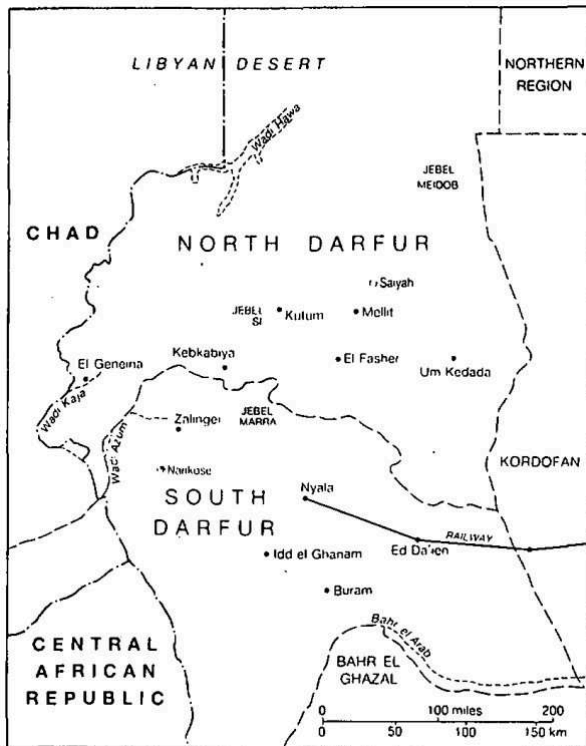 LIBYAN DESERT
NORTHERN
REGION
Wadi Hawa
JEBEL
MEIDOB
CHAD
NORTH DARFUR
Saiyah
JEBEL
SI
Kutum
Mellit
El Geneina
Kebkabiya
El Fasher
Um Kedada
Wadi Kaja
Zalingei
JEBEL
MARRA
Wadi Azum
KORDOFAN
Nankose
Nyala
SOUTH
DARFUR
RAILWAY
Idd el Ghanam
Ed Da'ien
Buram
Bahr el Arab
CENTRAL
AFRICAN
REPUBLIC
BAHR EL
GHAZAL
0 100 miles 200
0 50 100 150 km